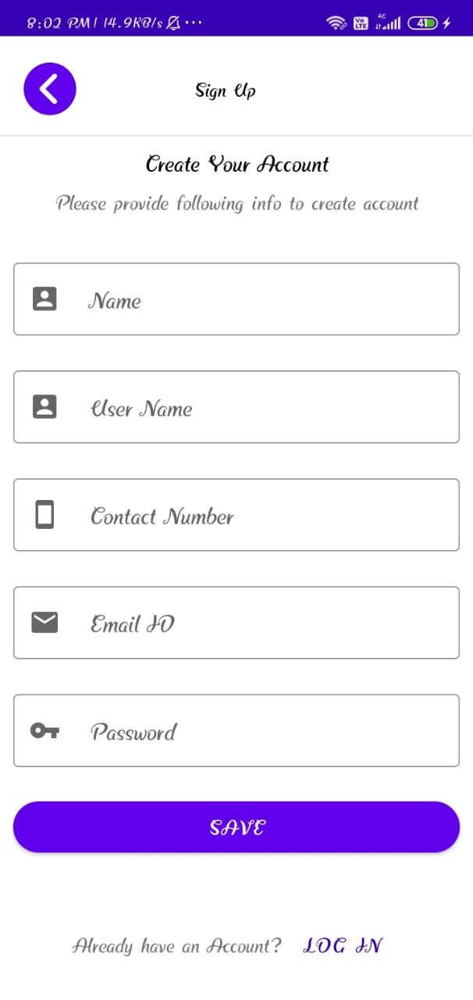 8:02 PM | 14.9KB/s ...
Vo LTE 4G 41
Sign Up
Create Your Account
Please provide following info to create account
Name
User Name
Contact Number
Email ID
Password
SAVE
Already have an Account? LOG IN